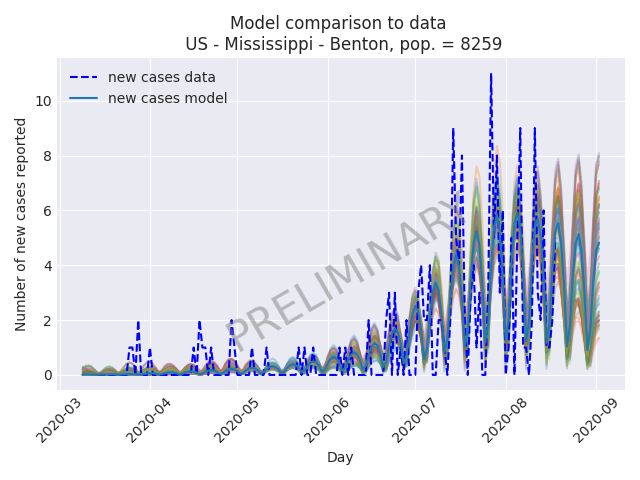 Model comparison to data
US - Mississippi - Benton, pop. = 8259
new cases data
new cases model
PRELIMINARY
Number of new cases reported
10
8
6
4
2
0
2020-03
2020-04
2020-05
2020-06
2020-07
2020-08
2020-09
Day